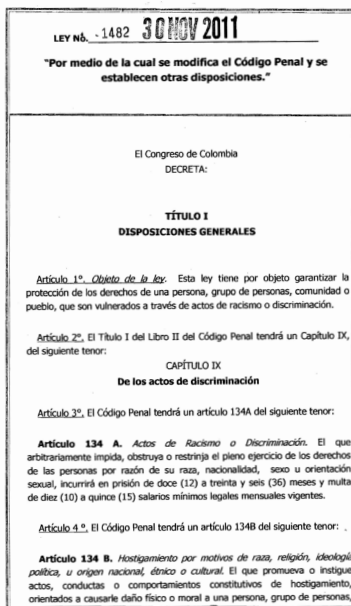 LEY Nº. - 1482 30 NOV 2011
"Por medio de la cual se modifica el Código Penal y se
establecen otras disposiciones."
El Congreso de Colombia
DECRETA:
TÍTULO I
DISPOSICIONES GENERALES
Artículo 1º. Objeto de la ley. Esta ley tiene por objeto garantizar la
protección de los derechos de una persona, grupo de personas, comunidad o
pueblo, que son vulnerados a través de actos de racismo o discriminación.
Artículo 2º. El Título I del Libro II del Código Penal tendrá un Capítulo IX,
del siguiente tenor:
CAPÍTULO IX
De los actos de discriminación
Artículo 3º. El Código Penal tendrá un artículo 134A del siguiente tenor:
Artículo 134 A. Actos de Racismo o Discriminación. El que
arbitrariamente impida, obstruya o restrinja el pleno ejercicio de los derechos
de las personas por razón de su raza, nacionalidad, sexo u orientación
sexual, incurrirá en prisión de doce (12) a treinta y seis (36) meses y multa
de diez (10) a quince (15) salarios mínimos legales mensuales vigentes.
Artículo 4 º. El Código Penal tendrá un artículo 134B del siguiente tenor:
Artículo 134 B. Hostigamiento por motivos de raza, religión, ideología
política, u origen nacional, étnico o cultural. El que promueva o instigue
actos, conductas o comportamientos constitutivos de hostigamiento,
orientados a causarle daño físico o moral a una persona, grupo de personas,